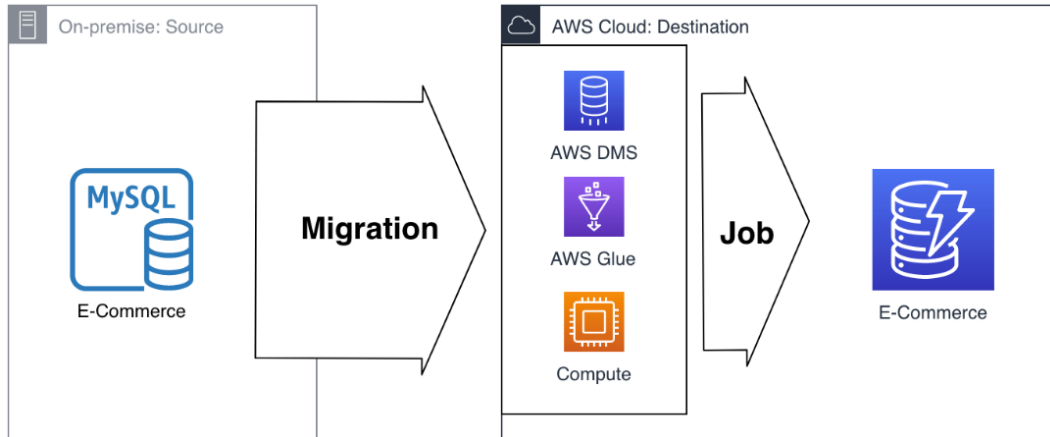 On-premise: Source
AWS Cloud: Destination
MySQL
E-Commerce
Migration
AWS DMS
AWS Glue
Compute
Job
E-Commerce